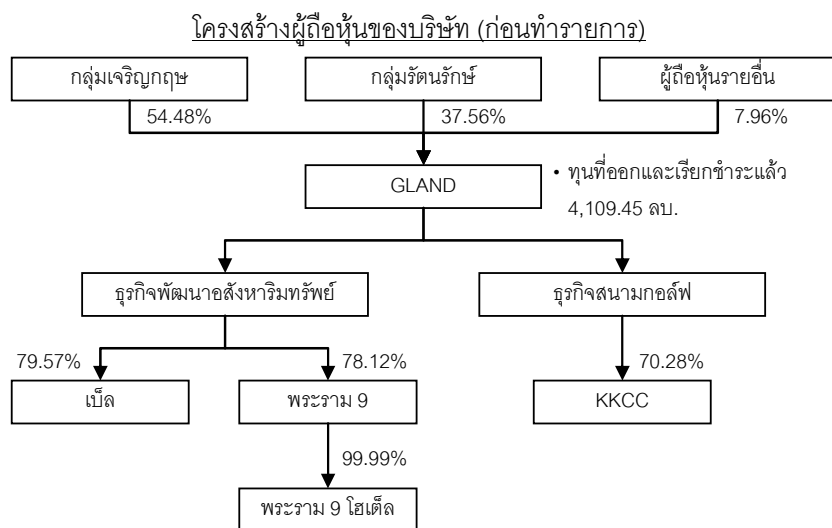 โครงสร้างผู้ถือหุ้นของบริษัท (ก่อนทำรายการ)
กลุ่มเจริญกฤษ
กลุ่มรัตนรักษ์
ผู้ถือหุ้นรายอื่น
54.48%
37.56%
7.96%
GLAND
• ทุนที่ออกและเรียกชำระแล้ว
4,109.45 ลบ.
ธุรกิจพัฒนาอสังหาริมทรัพย์
ธุรกิจสนามกอล์ฟ
79.57%
78.12%
70.28%
เบ็ล
พระราม 9
KKCC
99.99%
พระราม 9 โฮเต็ล